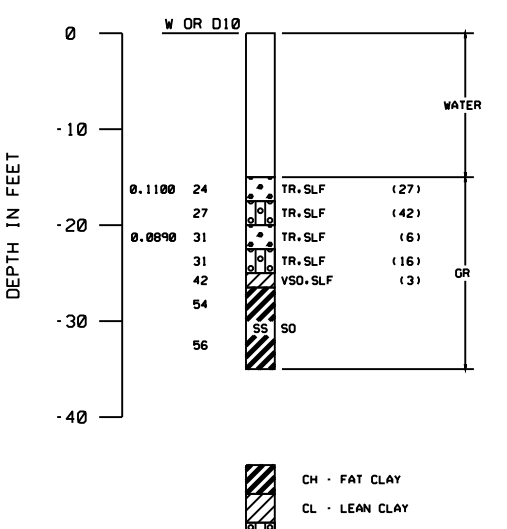 W OR D10
0
WATER
-10
0.1100 24 TR.SLF (27)
27 TR.SLF (42)
-20
0.0890 31 TR.SLF (6)
31 TR.SLF (16)
GR
42 VSO.SLF (3)
54
-30
SS SO
56
-40
DEPTH IN FEET
CH - FAT CLAY
CL - LEAN CLAY